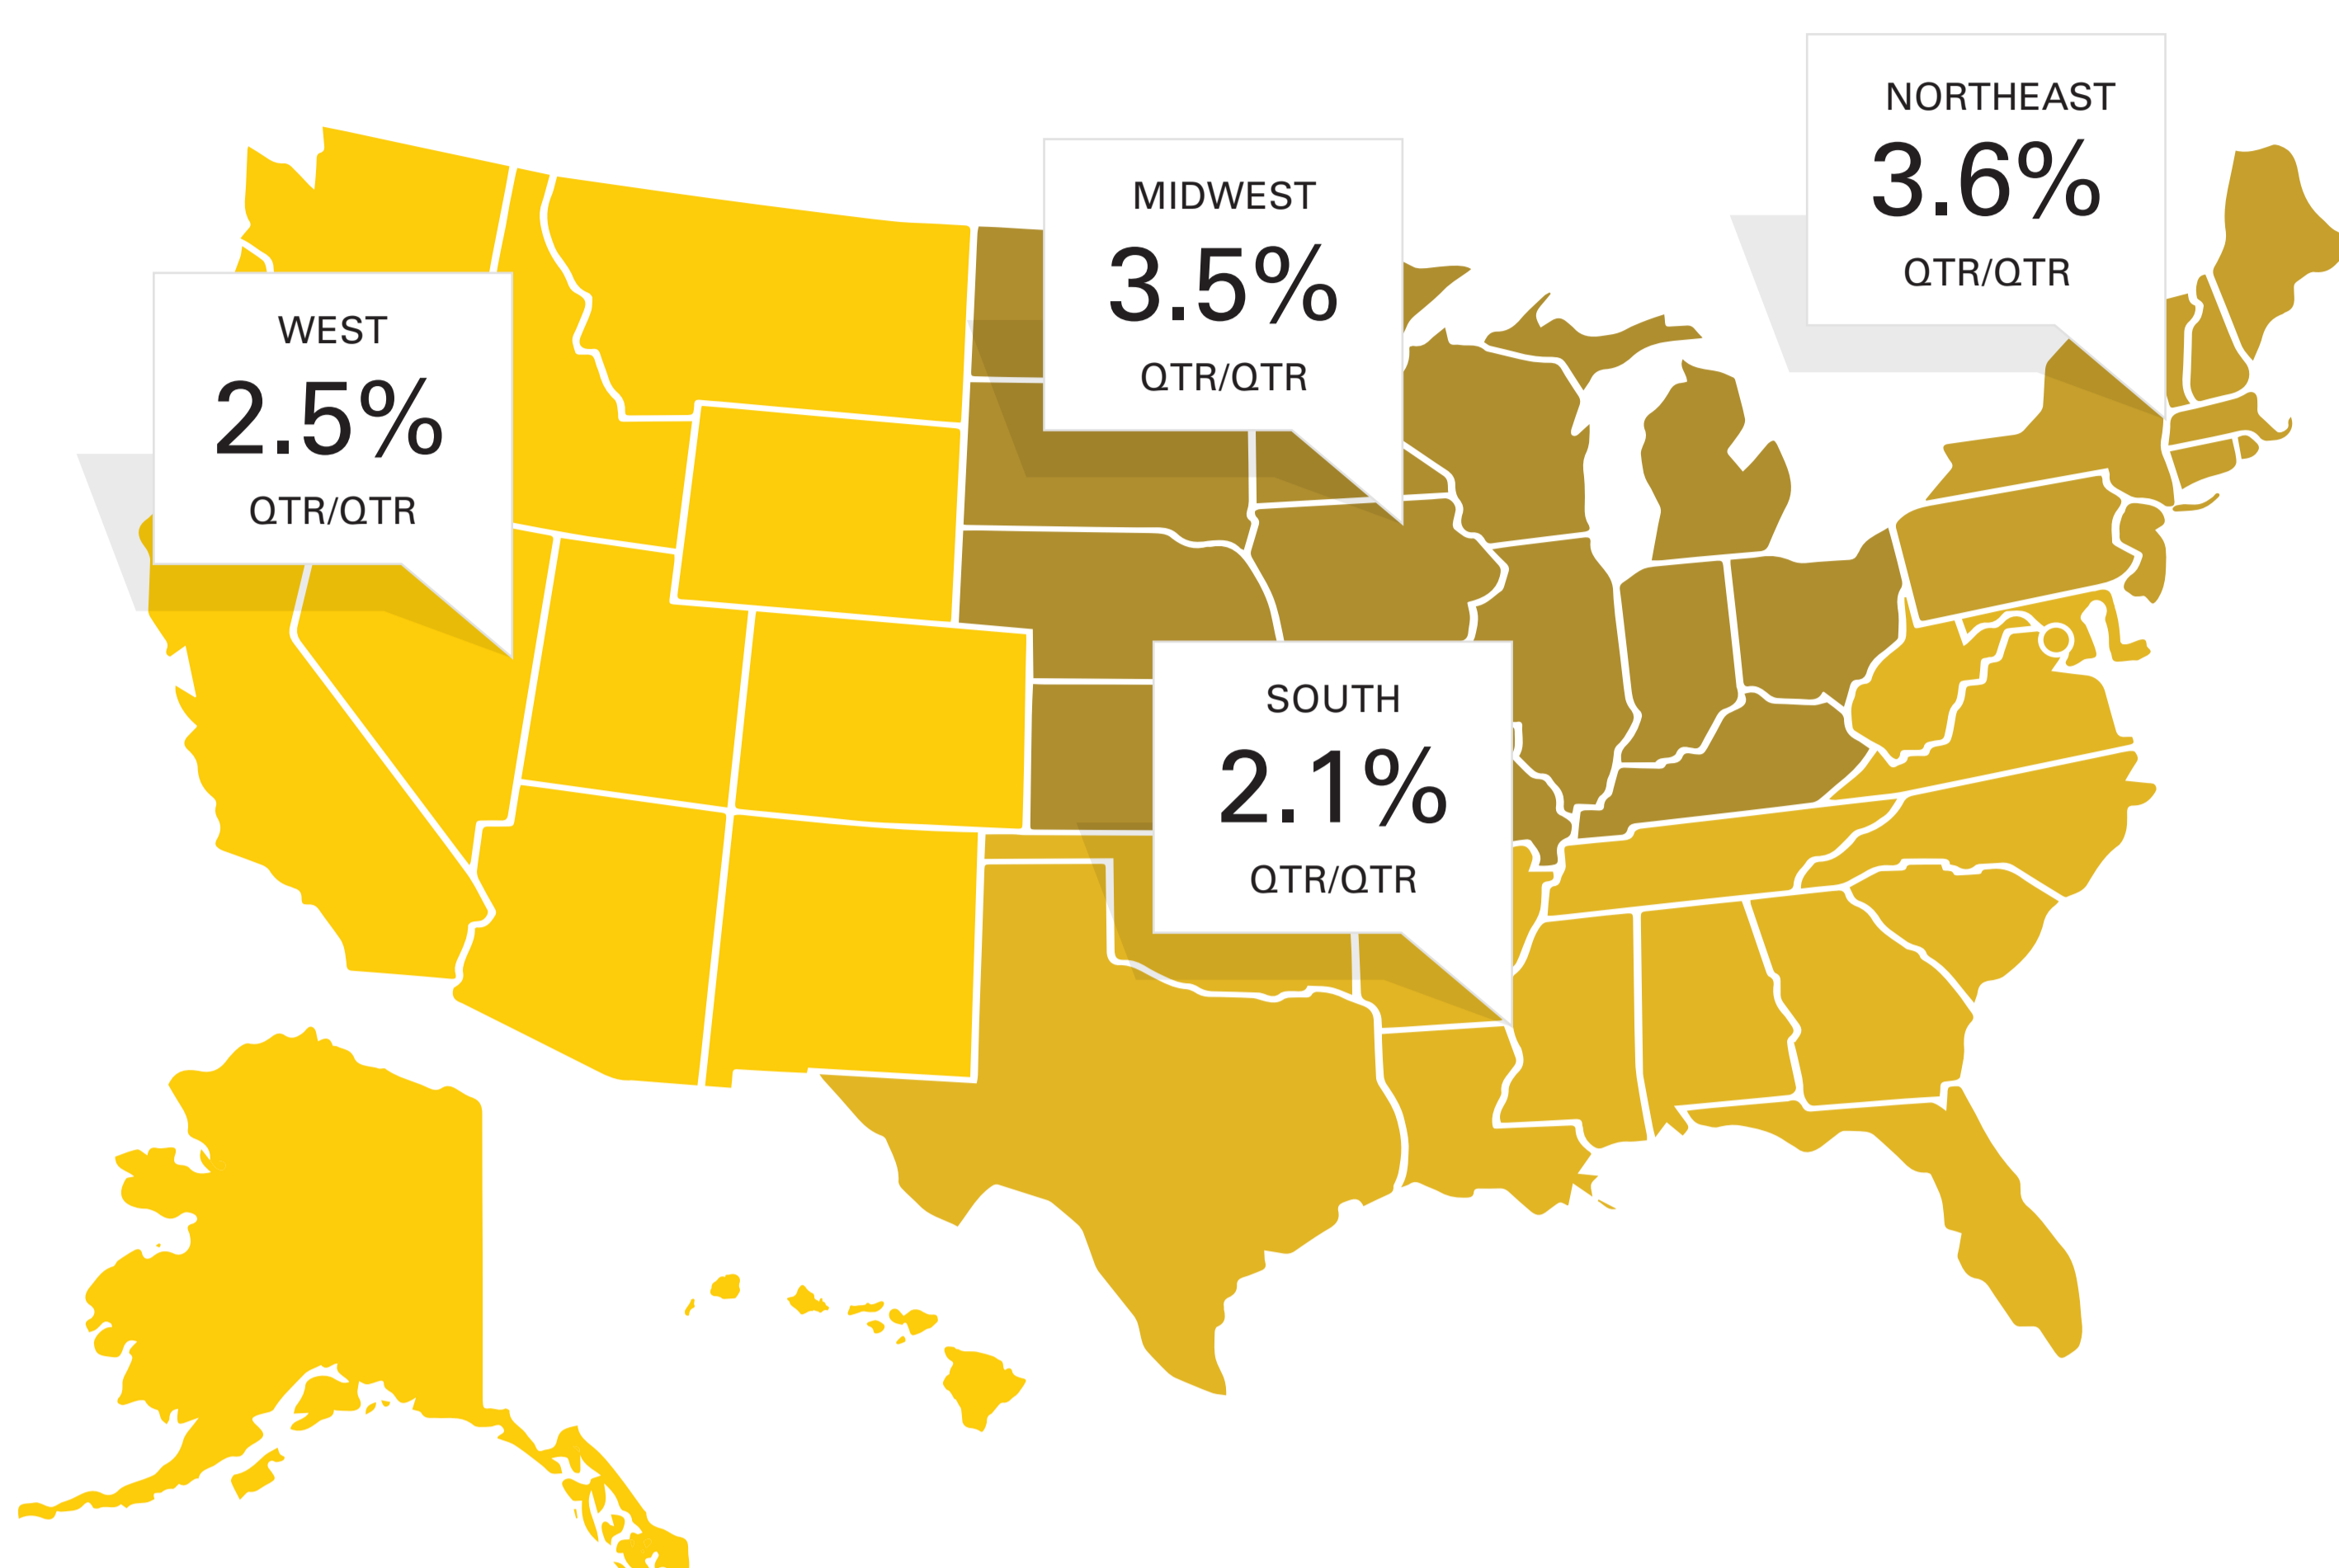 NORTHEAST
3.6%
QTR/QTR
MIDWEST
3.5%
QTR/QTR
WEST
2.5%
QTR/QTR
SOUTH
2.1%
QTR/QTR